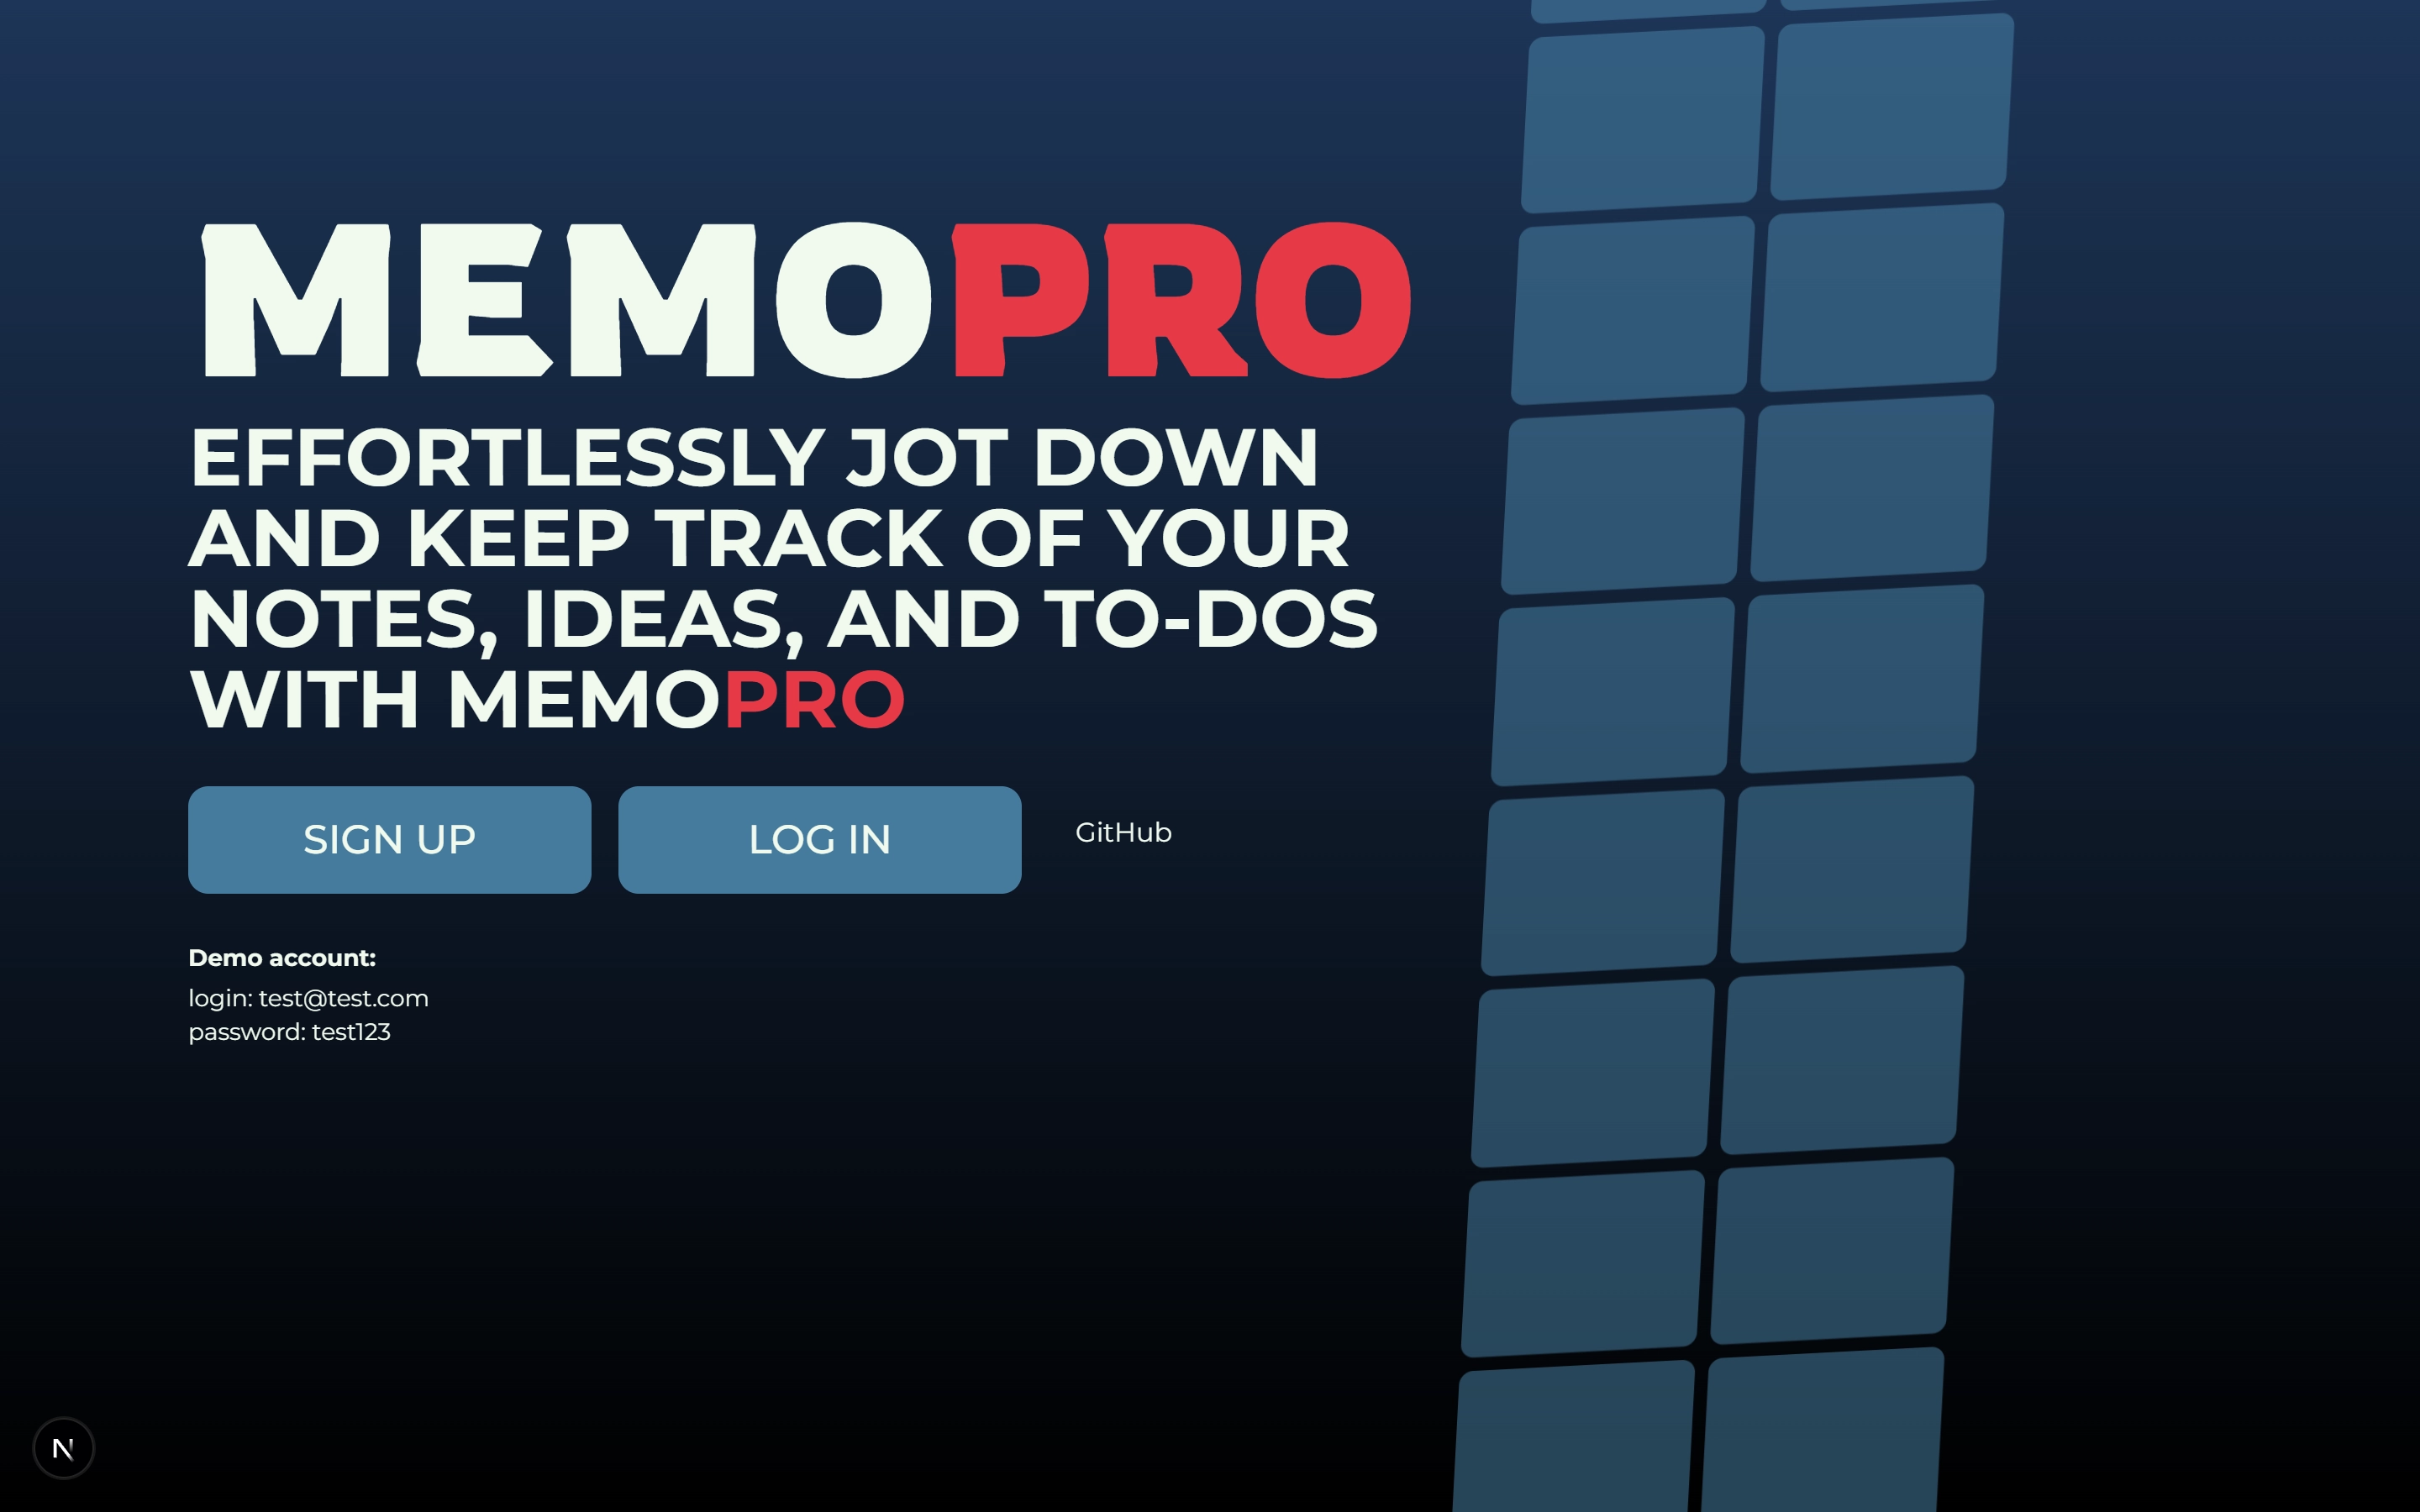 MEMOPRO
EFFORTLESSLY JOT DOWN
AND KEEP TRACK OF YOUR
NOTES, IDEAS, AND TO-DOS
WITH MEMOPRO
SIGN UP
LOG IN
GitHub
Demo account:
login: test@test.com
password: test123
N